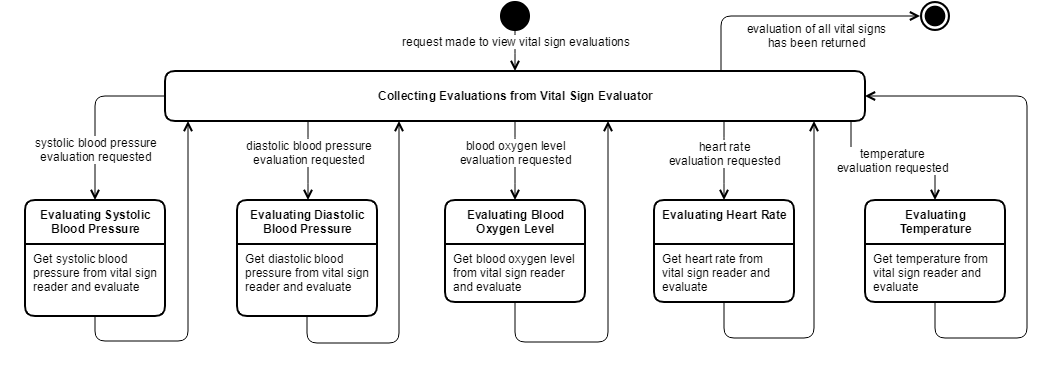 request made to view vital sign evaluations
evaluation of all vital signs
has been returned
Collecting Evaluations from Vital Sign Evaluator
systolic blood pressure
evaluation requested
diastolic blood pressure
evaluation requested
blood oxygen level
evaluation requested
heart rate
evaluation requested
temperature
evaluation requested
Evaluating Systolic
Blood Pressure
Get systolic blood
pressure from vital sign
reader and evaluate
Evaluating Diastolic
Blood Pressure
Get diastolic blood
pressure from vital sign
reader and evaluate
Evaluating Blood
Oxygen Level
Get blood oxygen level
from vital sign reader
and evaluate
Evaluating Heart Rate
Get heart rate from
vital sign reader and
evaluate
Evaluating
Temperature
Get temperature from
vital sign reader and
evaluate